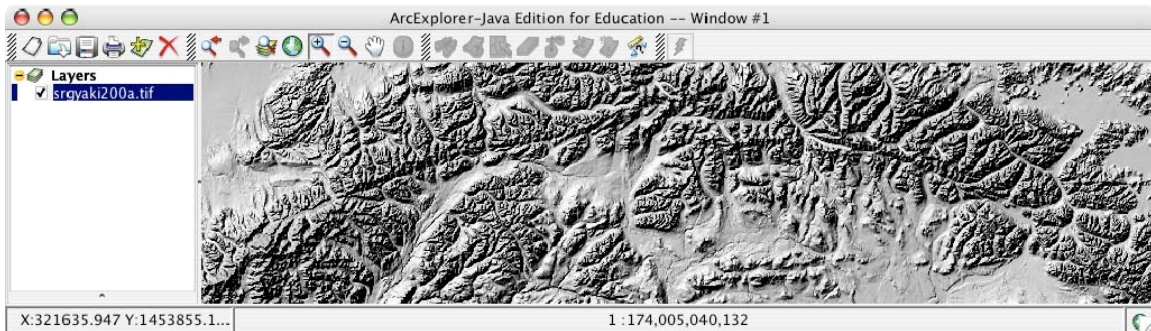 ArcExplorer-Java Edition for Education -- Window #1
Layers
srgyaki200a.tif
X:321635.947 Y:1453855.1...
1 :174,005,040,132